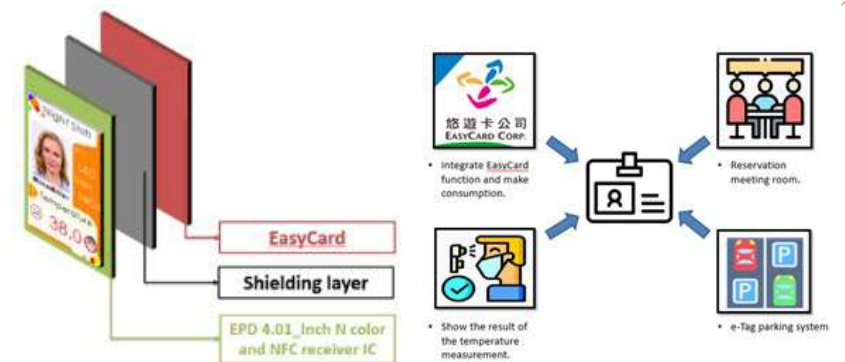 Night Shift
CEO
Temperature
38.0
EasyCard
Shielding layer
EPD 4.01_Inch N color
and NFC receiver IC
悠遊卡公司
EASYCARD CORP.
• Integrate EasyCard
function and make
consumption.
• Show the result of
the temperature
measurement.
• Reservation
meeting room.
P
P
• e-Tag parking system